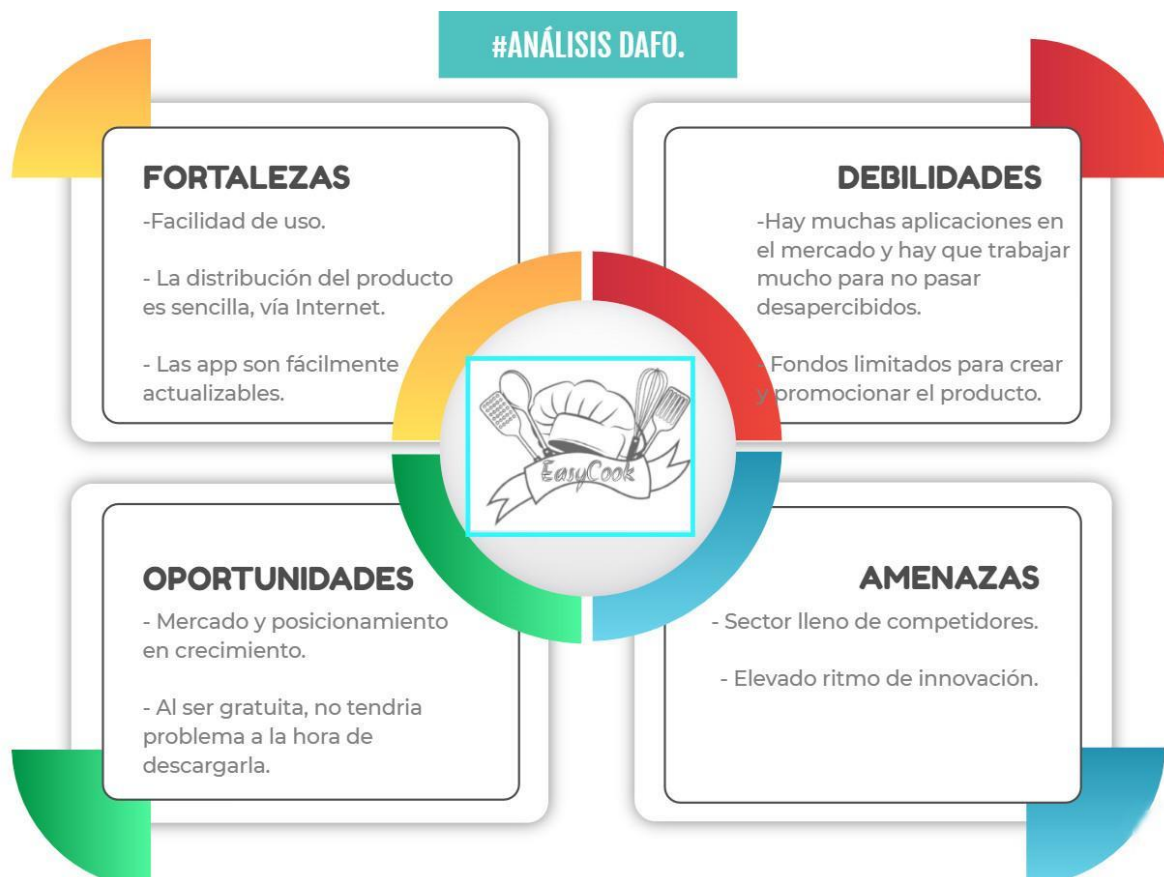 #ANÁLISIS DAFO.
FORTALEZAS
-Facilidad de uso.
- La distribución del producto
es sencilla, vía Internet.
- Las app son fácilmente
actualizables.
DEBILIDADES
-Hay muchas aplicaciones en
el mercado y hay que trabajar
mucho para no pasar
desapercibidos.
- Fondos limitados para crear
y promocionar el producto.
EasyCook
OPORTUNIDADES
- Mercado y posicionamiento
en crecimiento.
- Al ser gratuita, no tendria
problema a la hora de
descargarla.
AMENAZAS
- Sector lleno de competidores.
- Elevado ritmo de innovación.